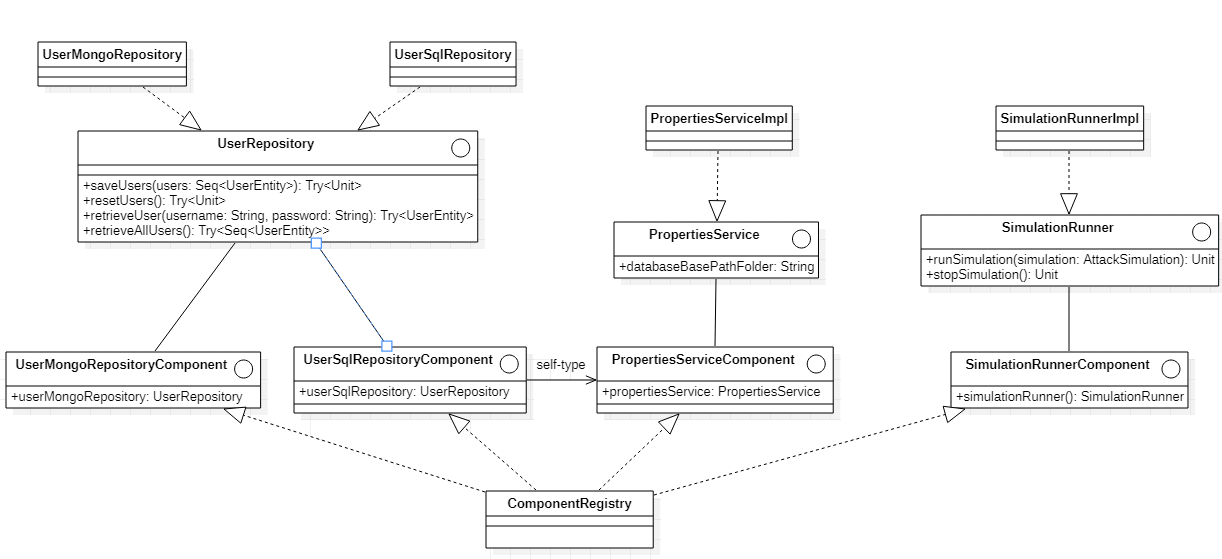 UserMongoRepository
UserSqlRepository
UserRepository
+saveUsers(users: Seq<UserEntity>): Try<Unit>
+resetUsers(): Try<Unit>
+retrieveUser(username: String, password: String): Try<UserEntity>
+retrieveAllUsers(): Try<Seq<UserEntity>>
PropertiesServiceImpl
SimulationRunnerImpl
PropertiesService
+databaseBasePathFolder: String
SimulationRunner
+runSimulation(simulation: AttackSimulation): Unit
+stopSimulation(): Unit
UserMongoRepositoryComponent
+userMongoRepository: UserRepository
UserSqlRepositoryComponent
+userSqlRepository: UserRepository
self-type
PropertiesServiceComponent
+propertiesService: PropertiesService
SimulationRunnerComponent
+simulationRunner(): SimulationRunner
ComponentRegistry